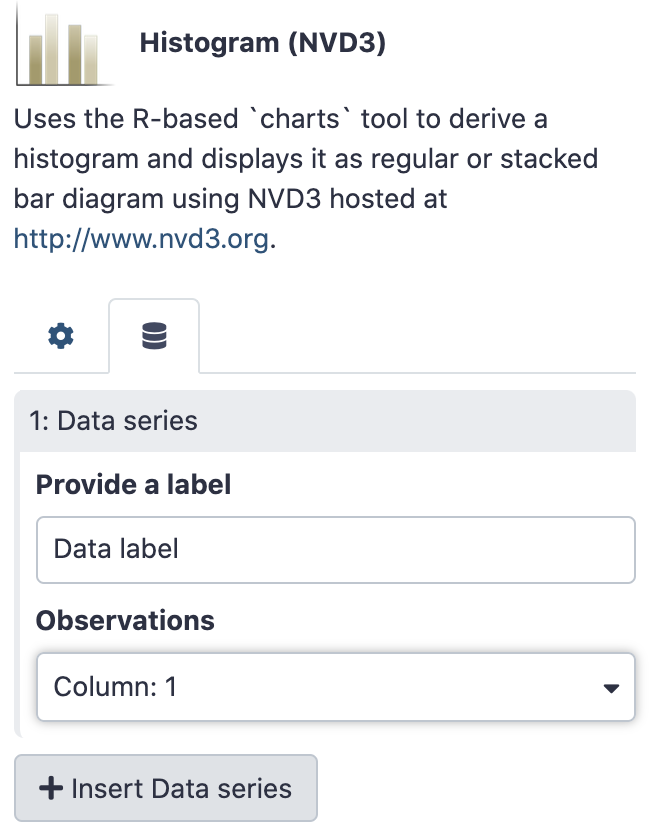 Histogram (NVD3)
Uses the R-based `charts` tool to derive a
histogram and displays it as regular or stacked
bar diagram using NVD3 hosted at
http://www.nvd3.org.
1: Data series
Provide a label
Data label
Observations
Column: 1
Insert Data series